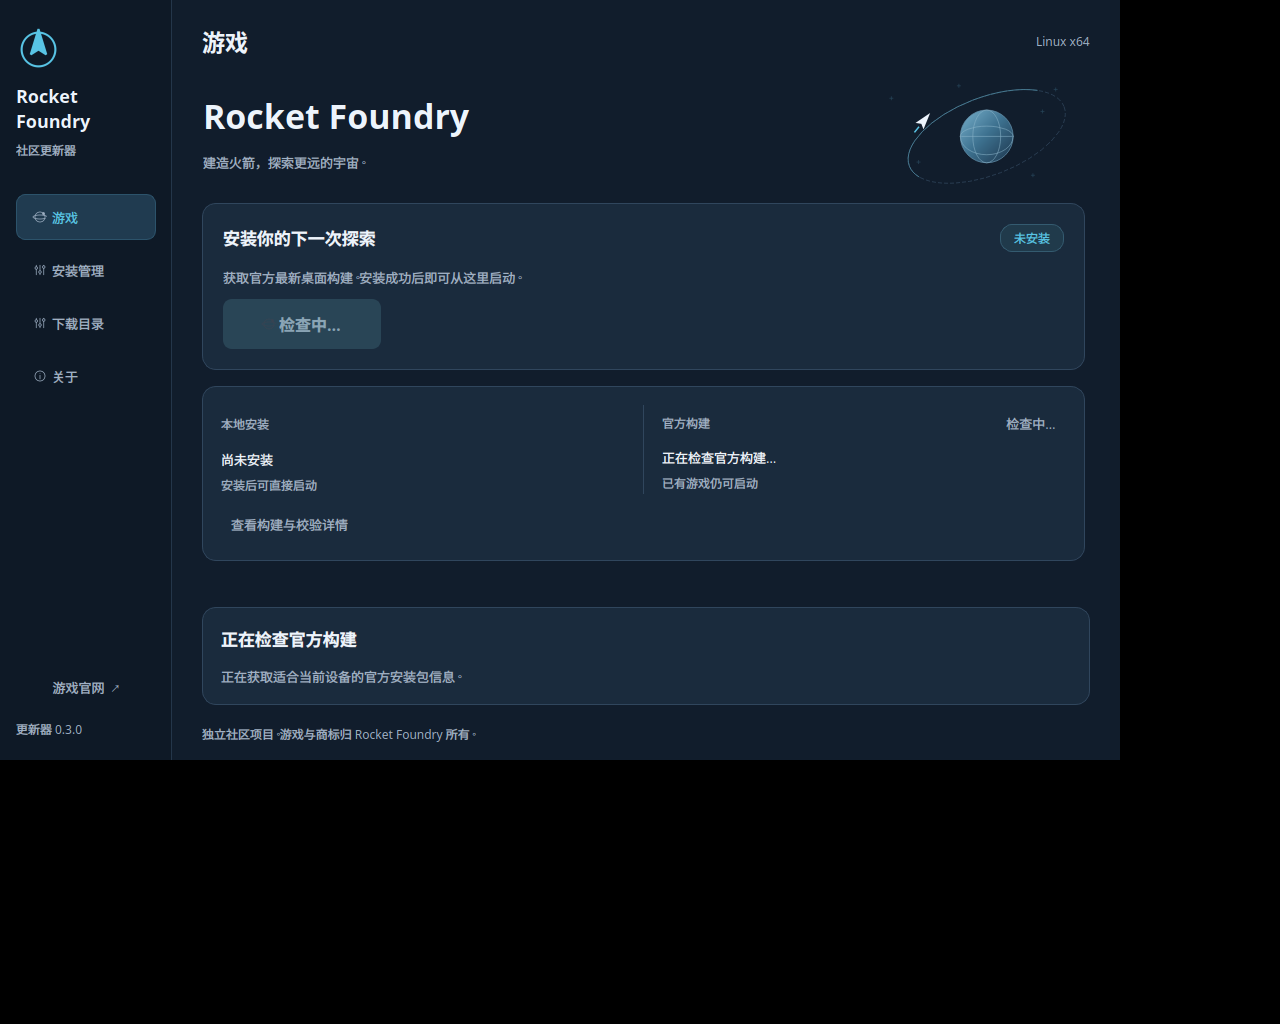 Rocket
Foundry
社区更新器
游戏
安装管理
下载目录
关于
游戏官网 ↗
更新器 0.3.0
游戏
Linux x64
Rocket Foundry
建造火箭，探索更远的宇宙。
安装你的下一次探索
未安装
获取官方最新桌面构建。安装成功后即可从这里启动。
检查中…
本地安装
尚未安装
安装后可直接启动
官方构建
检查中…
正在检查官方构建…
已有游戏仍可启动
查看构建与校验详情
正在检查官方构建
正在获取适合当前设备的官方安装包信息。
独立社区项目。游戏与商标归 Rocket Foundry 所有。